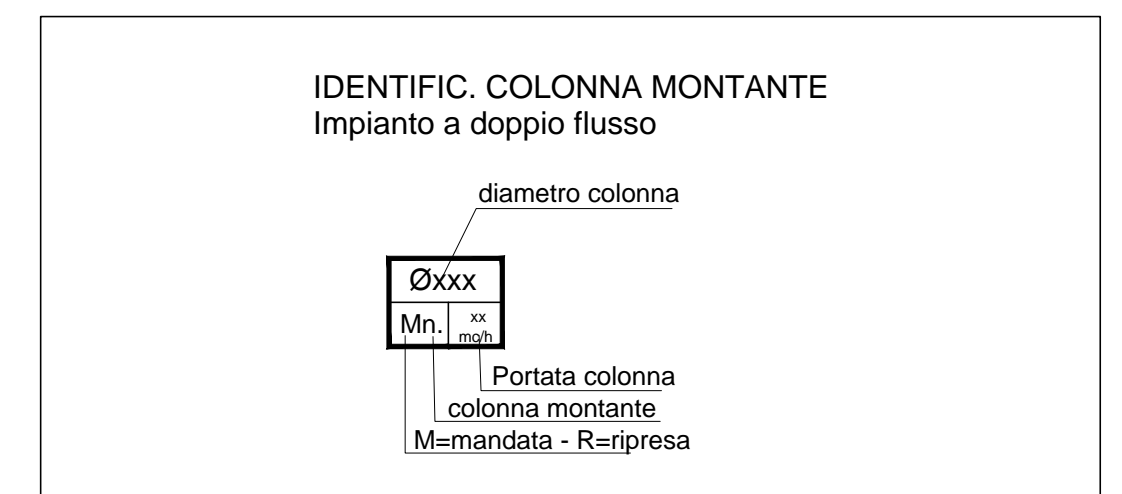 IDENTIFIC. COLONNA MONTANTE
Impianto a doppio flusso
diametro colonna
Øxxx
Mn.
xx
mc/h
Portata colonna
colonna montante
M=mandata - R=ripresa